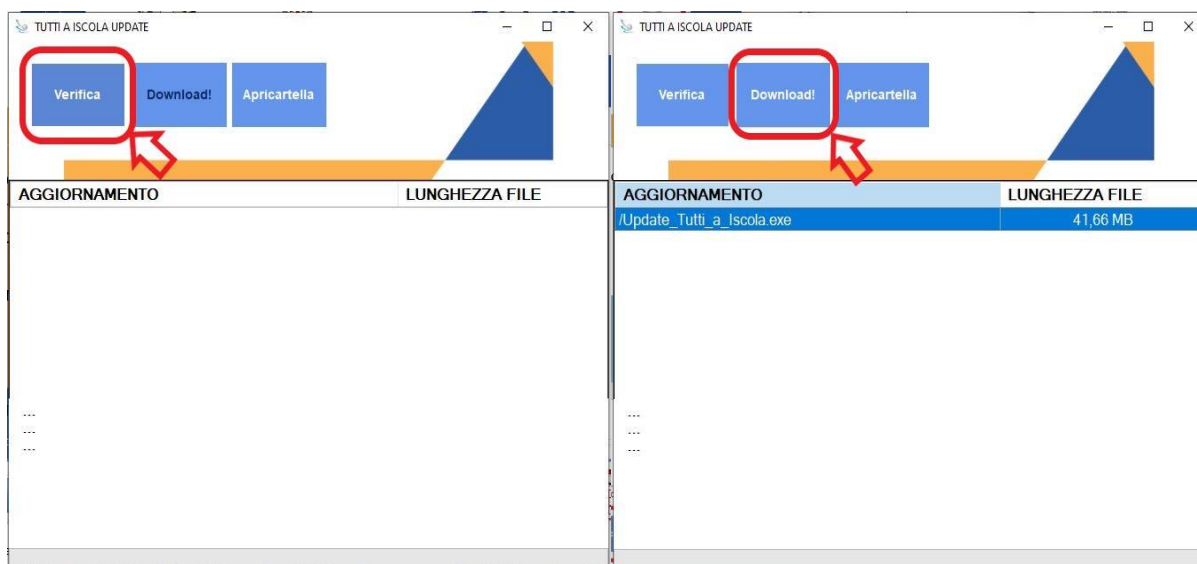 TUTTI A ISCOLA UPDATE
Verifica Download! Apricartella
AGGIORNAMENTO LUNGHEZZA FILE
---
---
---
TUTTI A ISCOLA UPDATE
Verifica Download! Apricartella
AGGIORNAMENTO LUNGHEZZA FILE
/Update_Tutti_a_Iscola.exe 41,66 MB
---
---
---